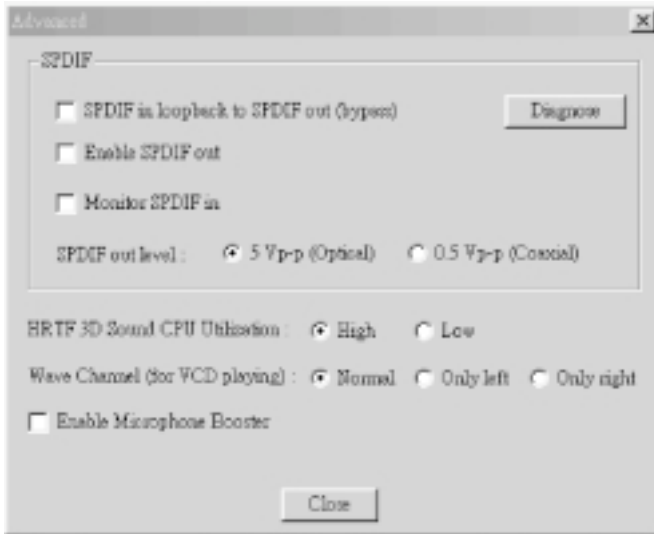 Advanced
SPDIF
SPDIF in loopback to SPDIF out (bypass)
Diagnose
Enable SPDIF out
Monitor SPDIF in
SPDIF out level : 5 Vp-p (Optical) 0.5 Vp-p (Coaxial)
HRTF 3D Sound CPU Utilization : High Low
Wave Channel (for VCD playing) : Normal Only left Only right
Enable Microphone Booster
Close